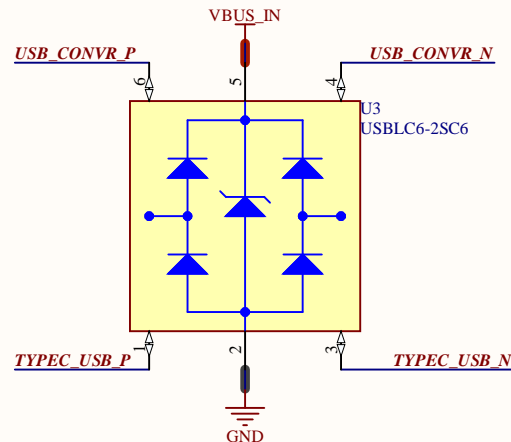 VBUS_IN
USB_CONVR_P
USB_CONVR_N
6
5
4
U3
USBLC6-2SC6
1
2
3
TYPEC_USB_P
TYPEC_USB_N
GND